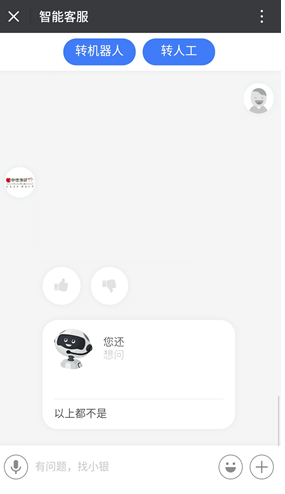 智能客服
转机器人
转人工
您还
想问
以上都不是
有问题，找小银